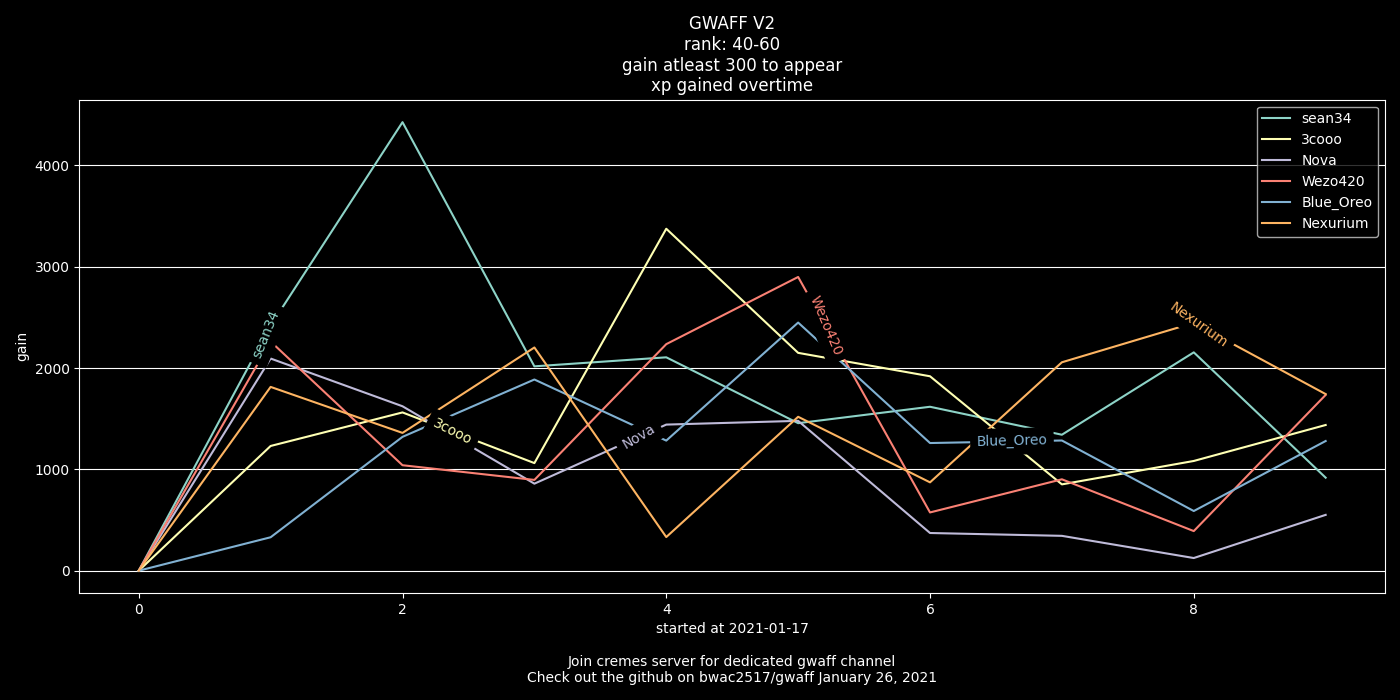 GWAFF V2
rank: 40-60
gain atleast 300 to appear
xp gained overtime
sean34
3cooo
Nova
Wezo420
Blue_Oreo
Nexurium
4000
3000
2000
1000
0
gain
sean34
3cooo
Nova
Wezo420
Blue_Oreo
Nexurium
0 2 4 6 8
started at 2021-01-17
Join cremes server for dedicated gwaff channel
Check out the github on bwac2517/gwaff January 26, 2021